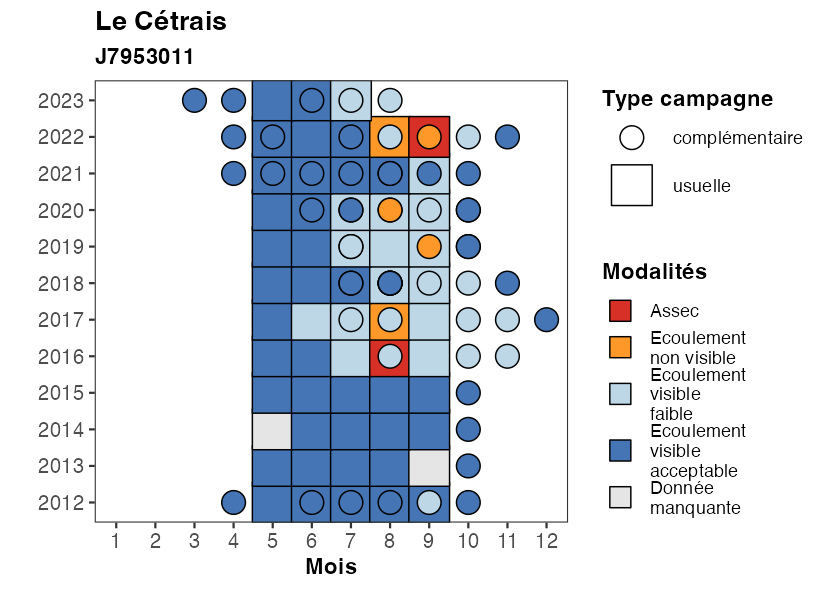 Le Cétrais
J7953011
2023
2022
2021
2020
2019
2018
2017
2016
2015
2014
2013
2012
1 2 3 4 5 6 7 8 9 10 11 12
Mois
Type campagne
complémentaire
usuelle
Modalités
Assec
Ecoulement
non visible
Ecoulement
visible
faible
Ecoulement
visible
acceptable
Donnée
manquante